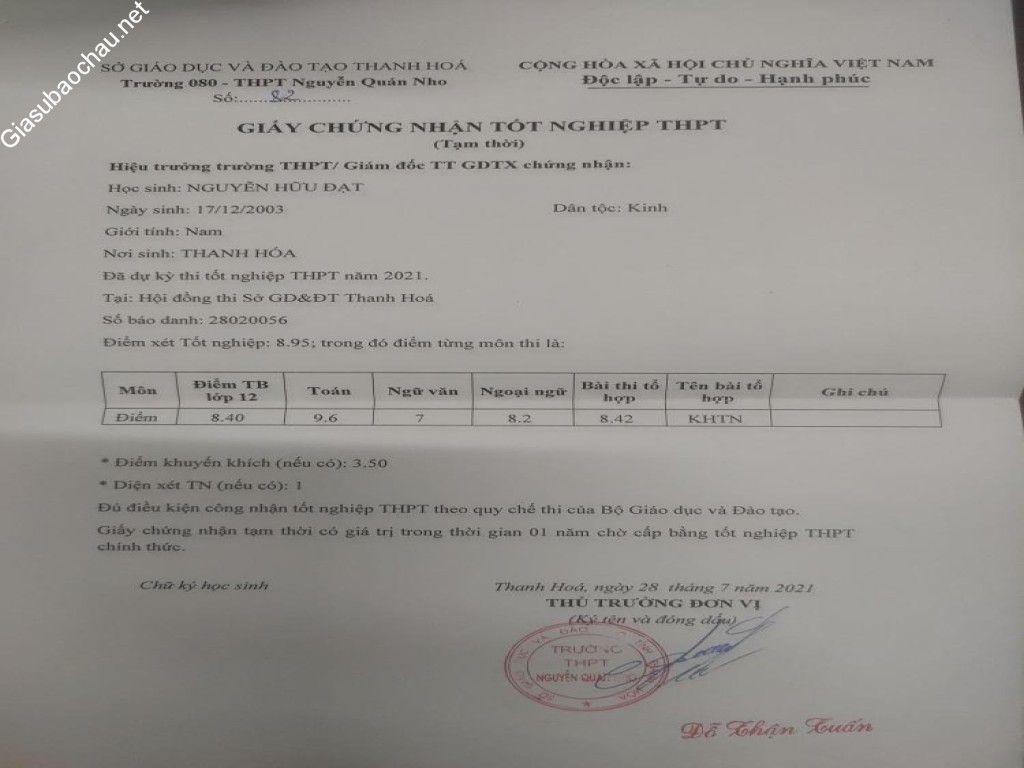 Giasubaochau.net
SỞ GIÁO DỤC VÀ ĐÀO TẠO THANH HOÁ
Trường 080 - THPT Nguyễn Quán Nho
Số:.....82.............
CỘNG HÒA XÃ HỘI CHỦ NGHĨA VIỆT NAM
Độc lập - Tự do - Hạnh phúc
GIẤY CHỨNG NHẬN TỐT NGHIỆP THPT
(Tạm thời)
Hiệu trưởng trường THPT/ Giám đốc TT GDTX chứng nhận:
Học sinh: NGUYỄN HỮU ĐẠT
Ngày sinh: 17/12/2003 Dân tộc: Kinh
Giới tính: Nam
Nơi sinh: THANH HÓA
Đã dự kỳ thi tốt nghiệp THPT năm 2021.
Tại: Hội đồng thi Sở GD&ĐT Thanh Hoá
Số báo danh: 28020056
Điểm xét Tốt nghiệp: 8.95; trong đó điểm từng môn thi là:
Môn Điểm TB lớp 12 Toán Ngữ văn Ngoại ngữ Bài thi tổ hợp Tên bài tổ hợp Ghi chú
Điểm 8.40 9.6 7 8.2 8.42 KHTN
* Điểm khuyến khích (nếu có): 3.50
* Diện xét TN (nếu có): 1
Đủ điều kiện công nhận tốt nghiệp THPT theo quy chế thi của Bộ Giáo dục và Đào tạo.
Giấy chứng nhận tạm thời có giá trị trong thời gian 01 năm chờ cấp bằng tốt nghiệp THPT
chính thức.
Chữ ký học sinh
Thanh Hoá, ngày 28 tháng 7 năm 2021
THỦ TRƯỞNG ĐƠN VỊ
(Ký tên và đóng dấu)
TRƯỜNG
THPT
NGUYỄN QUÁN
Đỗ Thận Tuấn